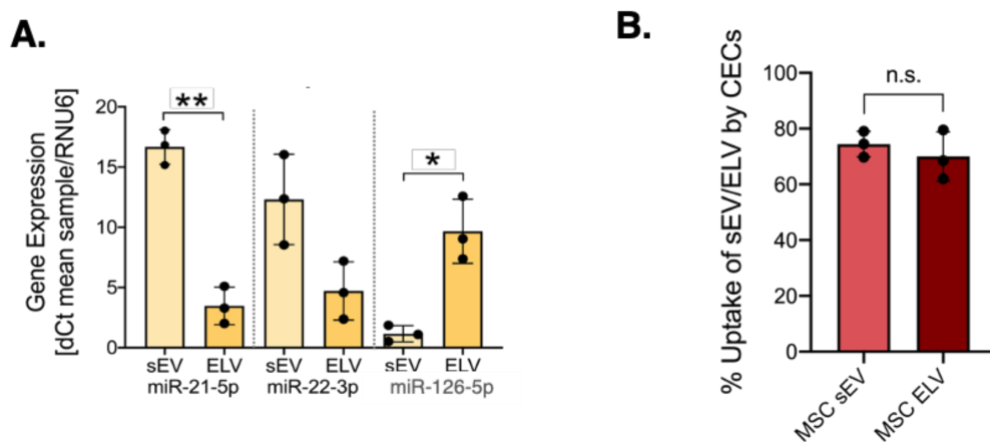 A.
Gene Expression
[dCt mean sample/RNU6]
20
15
10
5
0
**
*
sEV ELV sEV ELV sEV ELV
miR-21-5p miR-22-3p miR-126-5p
B.
% Uptake of sEV/ELV by CECs
100
80
60
40
20
0
n.s.
MSC sEV
MSC ELV